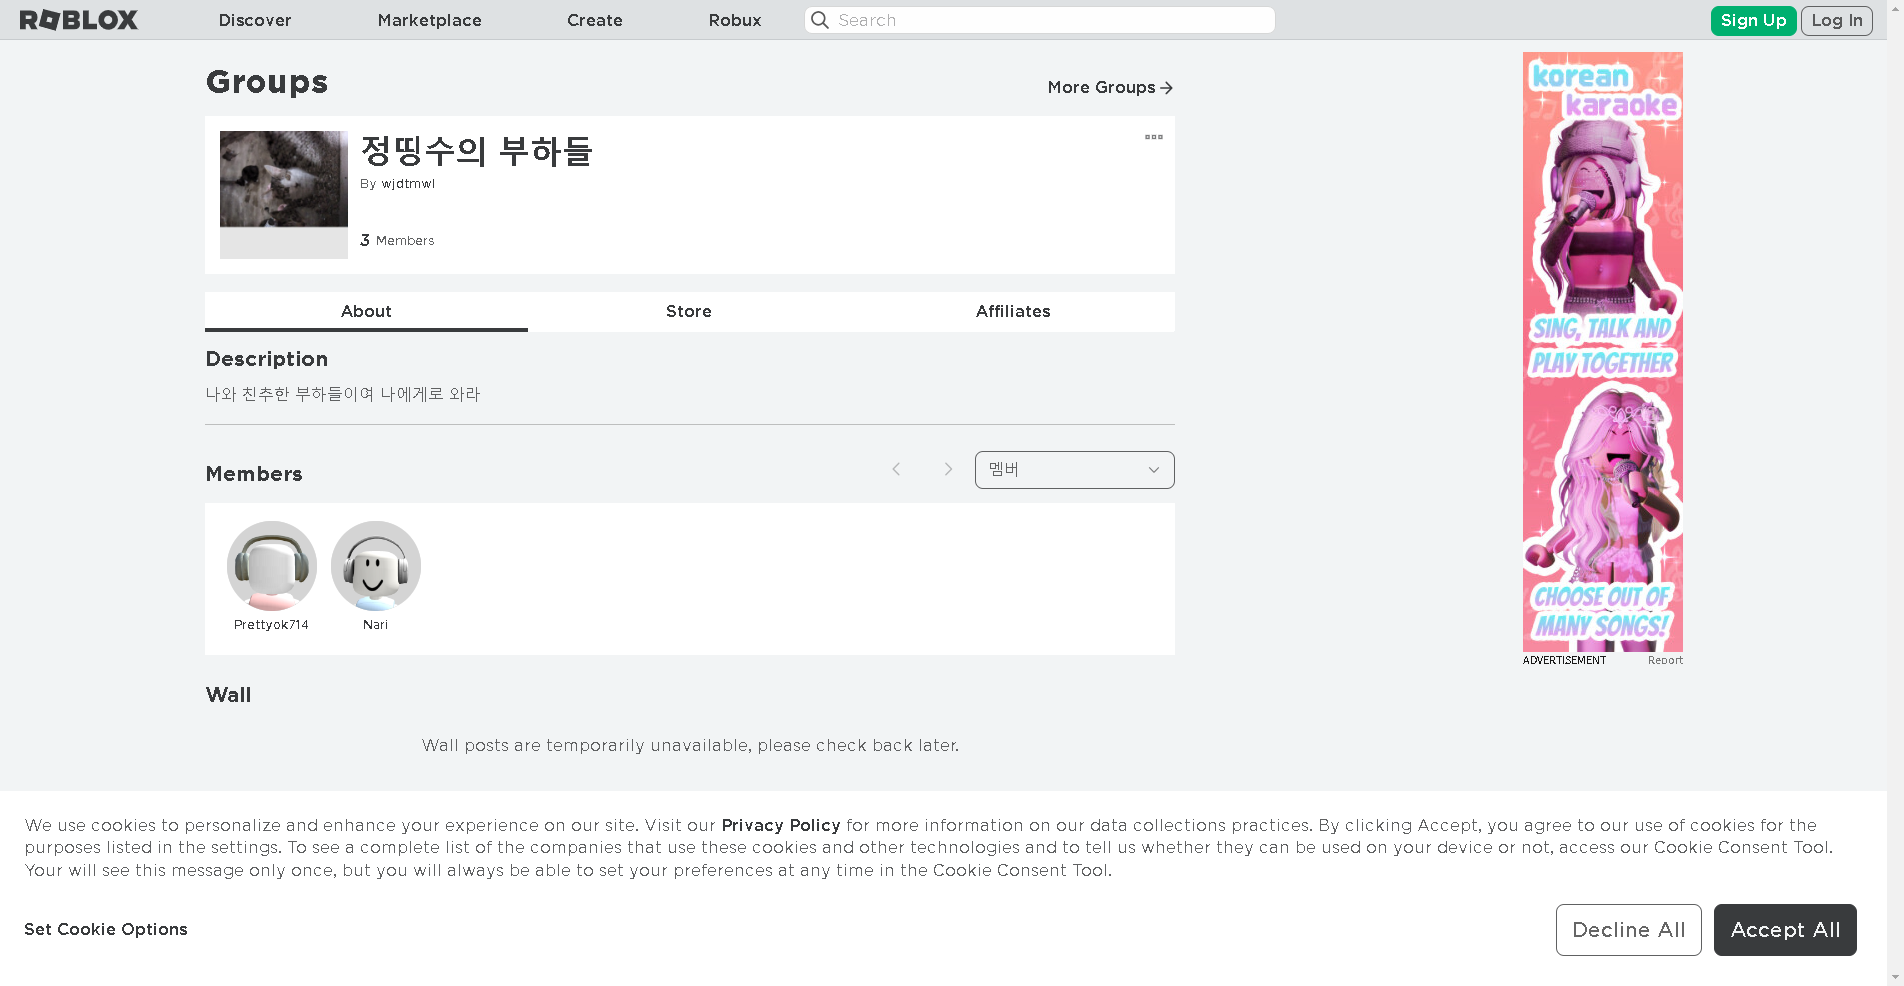 ROBLOX
Discover
Marketplace
Create
Robux
Search
Sign Up
Log In
Groups
More Groups
정띵수의 부하들
By wjdtmwl
3 Members
About
Store
Affiliates
Description
나와 친추한 부하들이여 나에게로 와라
Members
멤버
Prettyok714
Nari
Wall
Wall posts are temporarily unavailable, please check back later.
korean
karaoke
SING, TALK AND
PLAY TOGETHER
CHOOSE OUT OF
MANY SONGS!
ADVERTISEMENT
Report
We use cookies to personalize and enhance your experience on our site. Visit our Privacy Policy for more information on our data collections practices. By clicking Accept, you agree to our use of cookies for the
purposes listed in the settings. To see a complete list of the companies that use these cookies and other technologies and to tell us whether they can be used on your device or not, access our Cookie Consent Tool.
Your will see this message only once, but you will always be able to set your preferences at any time in the Cookie Consent Tool.
Set Cookie Options
Decline All
Accept All